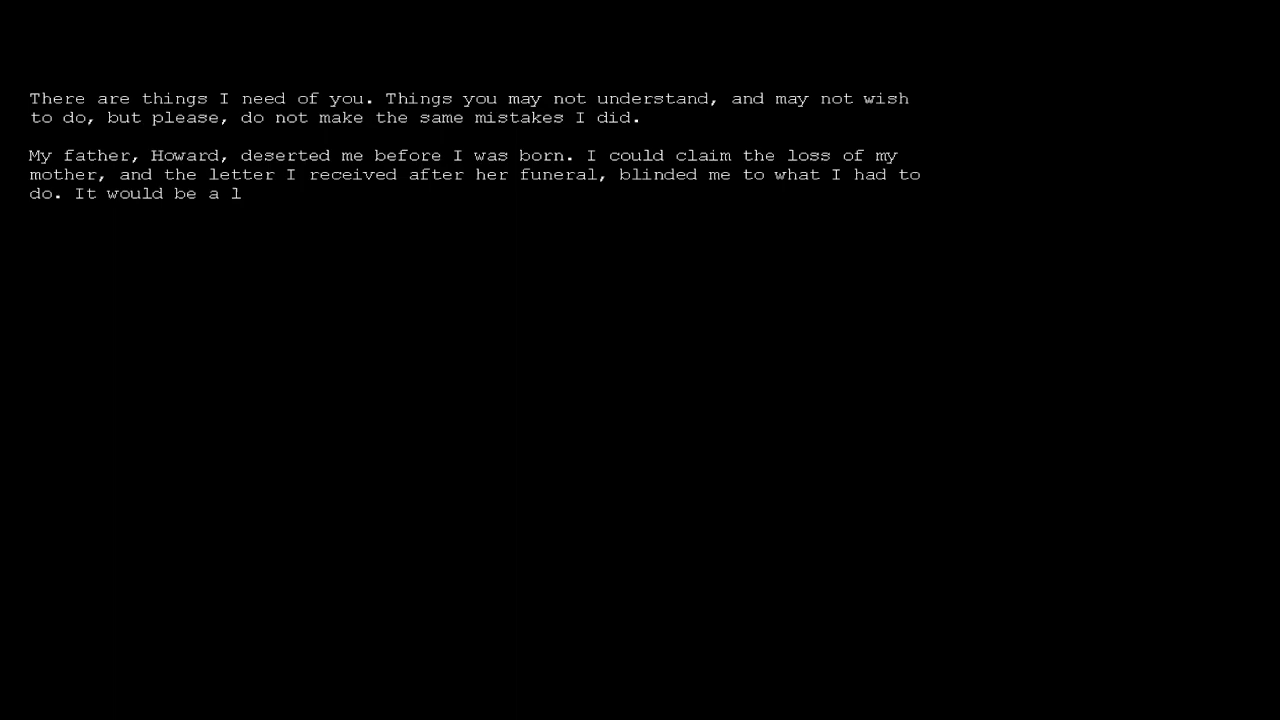 There are things I need of you. Things you may not understand, and may not wish
to do, but please, do not make the same mistakes I did.
My father, Howard, deserted me before I was born. I could claim the loss of my
mother, and the letter I received after her funeral, blinded me to what I had to
do. It would be a l